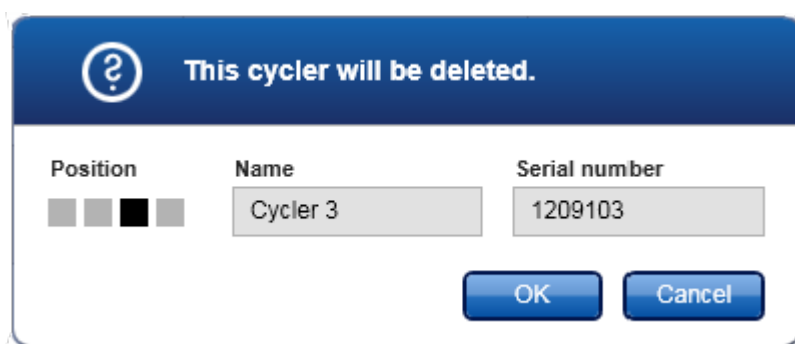 This cycler will be deleted.
Position Name Serial number
Cycler 3 1209103
OK Cancel